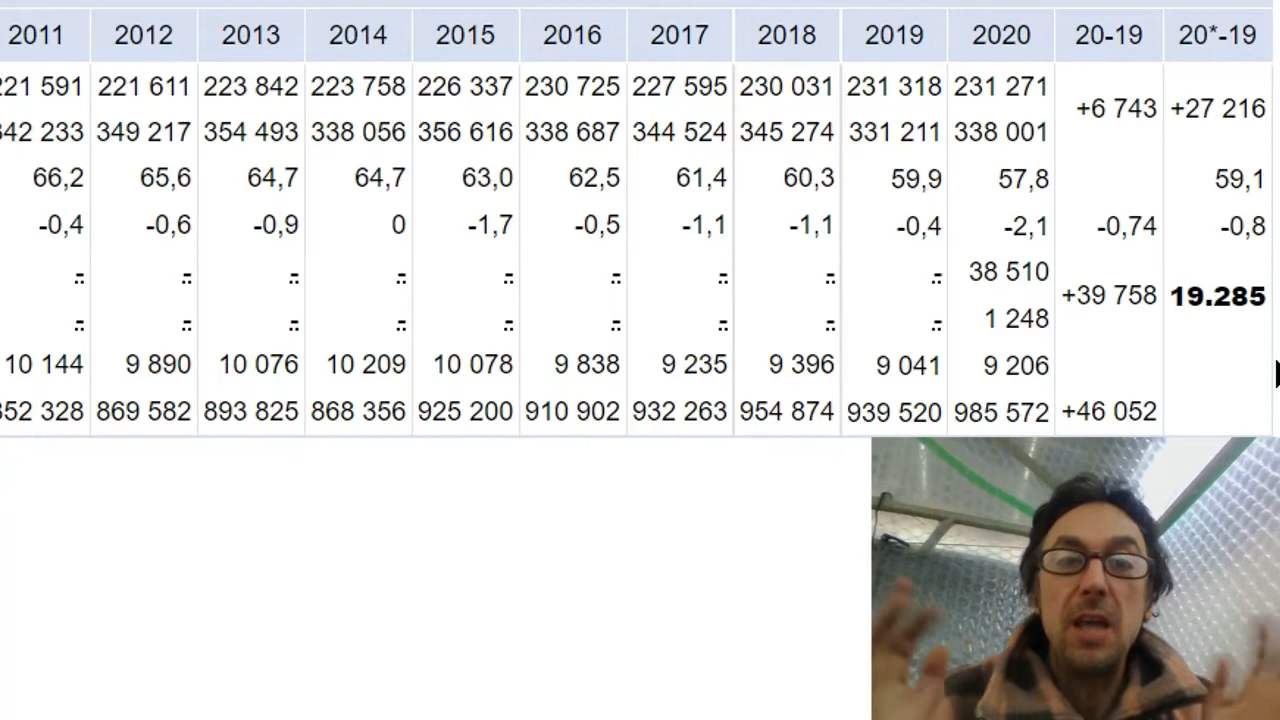 2011 2012 2013 2014 2015 2016 2017 2018 2019 2020 20-19 20*-19
221 591 221 611 223 842 223 758 226 337 230 725 227 595 230 031 231 318 231 271
+6 743 +27 216
342 233 349 217 354 493 338 056 356 616 338 687 344 524 345 274 331 211 338 001
66,2 65,6 64,7 64,7 63,0 62,5 61,4 60,3 59,9 57,8 59,1
-0,4 -0,6 -0,9 0 -1,7 -0,5 -1,1 -1,1 -0,4 -2,1 -0,74 -0,8
38 510
+39 758 19.285
1 248
10 144 9 890 10 076 10 209 10 078 9 838 9 235 9 396 9 041 9 206
852 328 869 582 893 825 868 356 925 200 910 902 932 263 954 874 939 520 985 572 +46 052